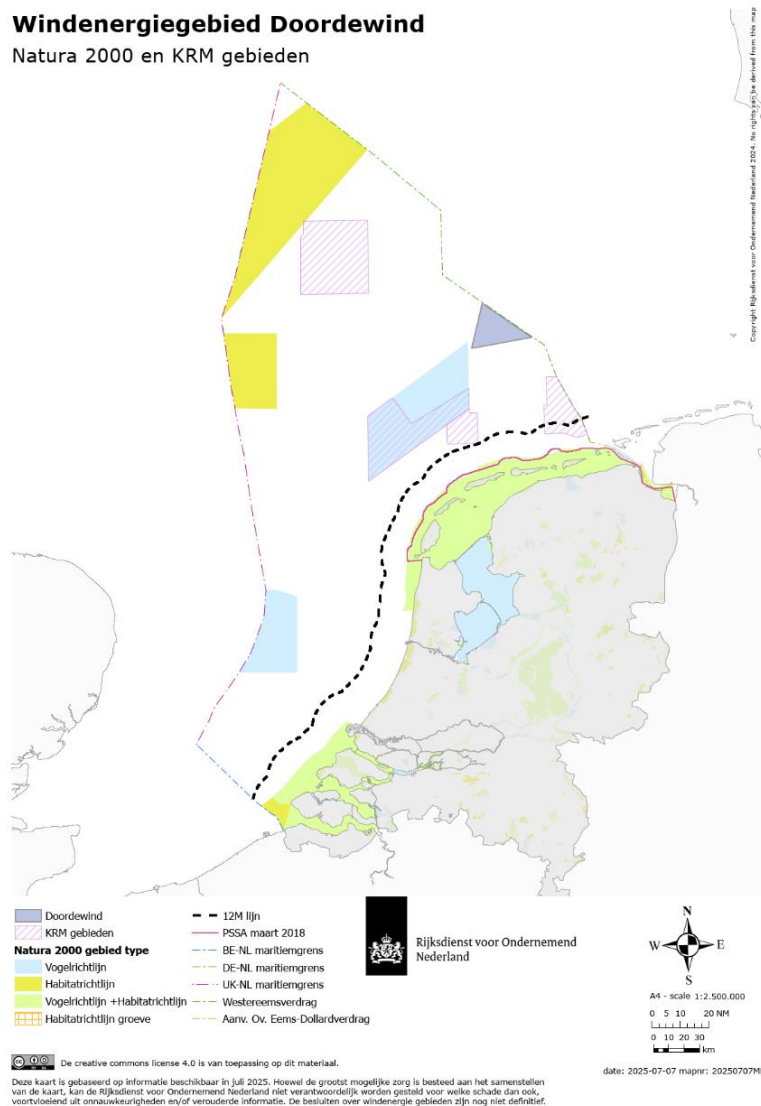 Windenergiegebied Doordewind
Natura 2000 en KRM gebieden
Copyright Rijksdienst voor Ondernemend Nederland 2024. No rights can be derived from this map
Doordewind
KRM gebieden
Natura 2000 gebied type
Vogelrichtlijn
Habitatrichtlijn
Vogelrichtlijn +Habitatrichtlijn
Habitatrichtlijn groeve
12M lijn
PSSA maart 2018
BE-NL maritiemgrens
DE-NL maritiemgrens
UK-NL maritiemgrens
Westereemsverdrag
Aanv. Ov. Eems-Dollardverdrag
Rijksdienst voor Ondernemend
Nederland
N
W E
S
A4 - scale 1:2.500.000
0 5 10 20 NM
0 10 20 30
km
date: 2025-07-07 mapnr: 20250707M
cc BY SA De creative commons license 4.0 is van toepassing op dit materiaal.
Deze kaart is gebaseerd op informatie beschikbaar in juli 2025. Hoewel de grootst mogelijke zorg is besteed aan het samenstellen
van de kaart, kan de Rijksdienst voor Ondernemend Nederland niet verantwoordelijk worden gesteld voor welke schade dan ook,
voortvloeiend uit onnauwkeurigheden en/of verouderde informatie. De besluiten over windenergie gebieden zijn nog niet definitief.